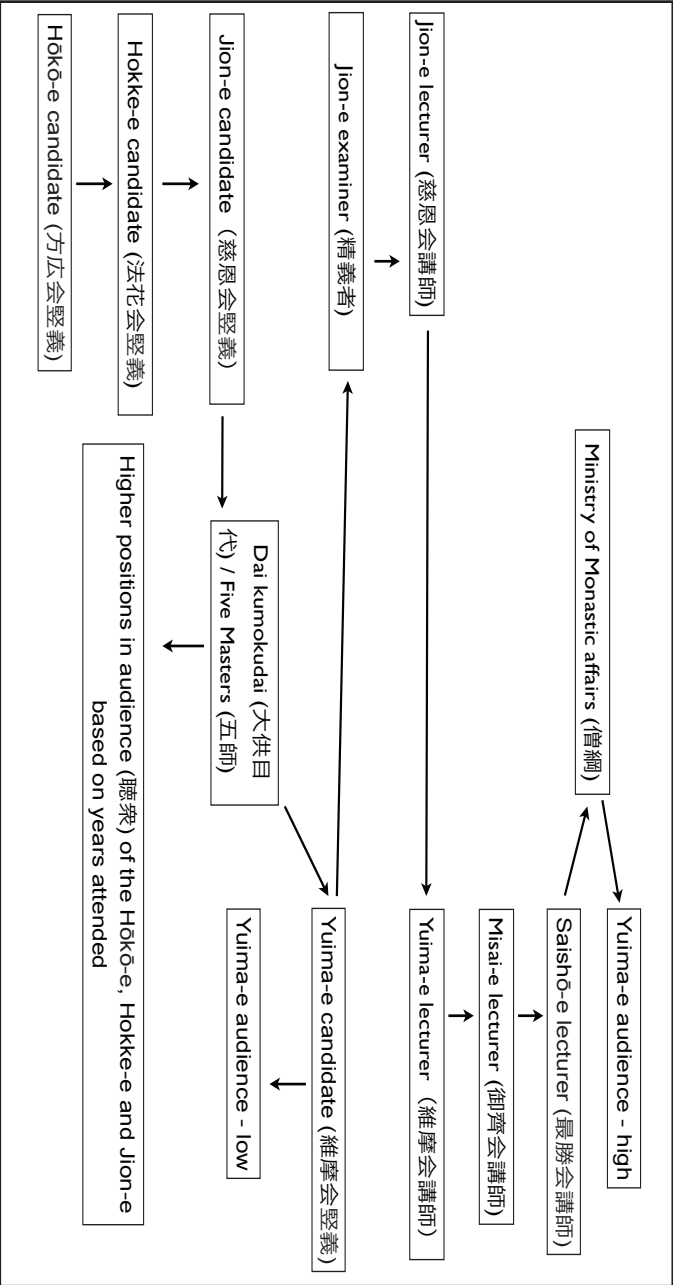 Yuima-e audience - high
Ministry of Monastic affairs (僧綱)
Saishō-e lecturer (最勝会講師)
Misai-e lecturer (御齊会講師)
Jion-e lecturer (慈恩会講師)
Yuima-e lecturer (維摩会講師)
Jion-e examiner (精義者)
Yuima-e candidate (維摩会竪義)
Jion-e candidate (慈恩会竪義)
Dai kumokudai (大供目
代) / Five Masters (五師)
Yuima-e audience - low
Hokke-e candidate (法花会竪義)
Higher positions in audience (聴衆) of the Hōkō-e, Hokke-e and Jion-e
based on years attended
Hōkō-e candidate (方広会竪義)